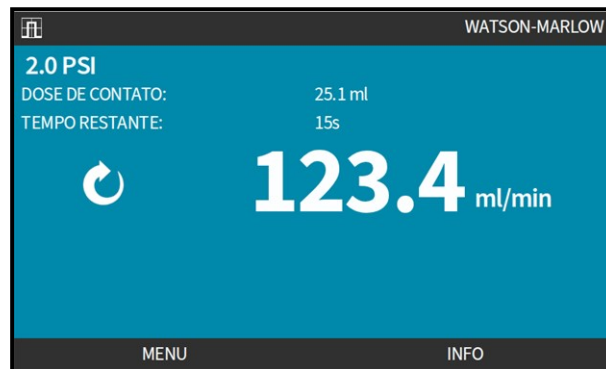 WATSON-MARLOW
2.0 PSI
DOSE DE CONTATO: 25.1 ml
TEMPO RESTANTE: 15s
123.4 ml/min
MENU INFO